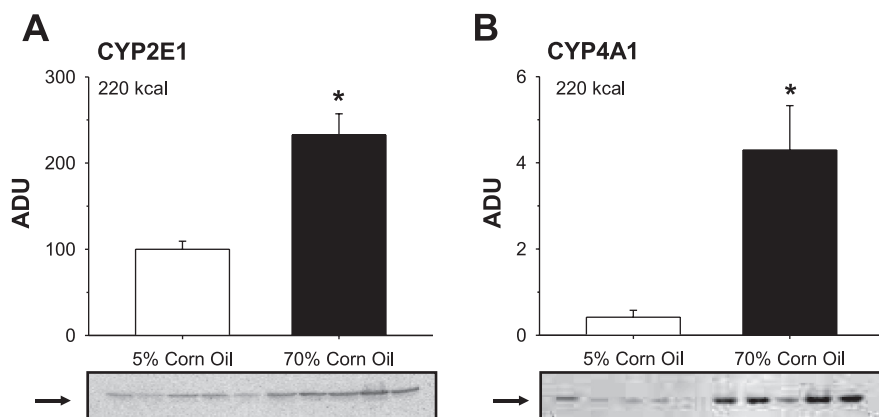 A
CYP2E1
220 kcal
300
200
100
0
ADU
*
5% Corn Oil
70% Corn Oil
B
CYP4A1
220 kcal
6
4
2
0
ADU
*
5% Corn Oil
70% Corn Oil